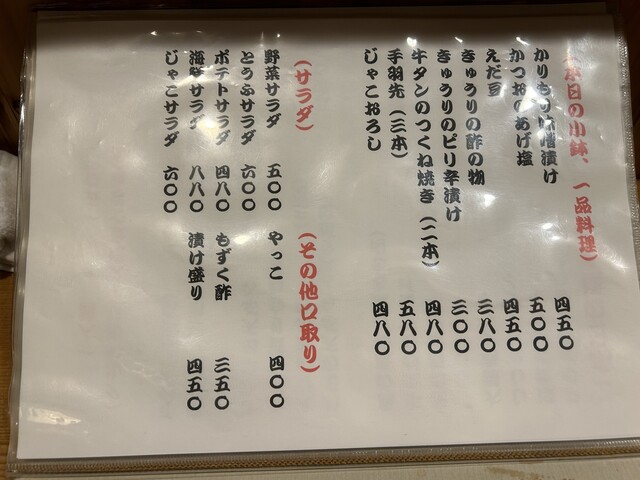 (本日の小鉢、一品料理)
かりもり味噌漬け 四五〇
かつおのあげ塩 五〇〇
えだ豆 四五〇
きゅうりの酢の物 三八〇
きゅうりのピリ辛漬け 三〇〇
牛タンのつくね焼き(二本) 四八〇
手羽先(三本) 五八〇
じゃこおろし 四八〇
(サラダ)
野菜サラダ 五〇〇
とうふサラダ 六〇〇
ポテトサラダ 四八〇
海鮮サラダ 八八〇
じゃこサラダ 六〇〇
(その他口取り)
やっこ 四〇〇
もずく酢 三五〇
漬け盛り 四五〇